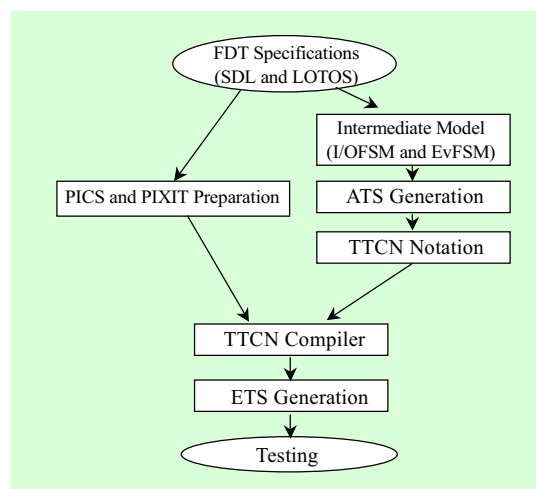 FDT Specifications
(SDL and LOTOS)
Intermediate Model
(I/OFSM and EvFSM)
PICS and PIXIT Preparation
ATS Generation
TTCN Notation
TTCN Compiler
ETS Generation
Testing